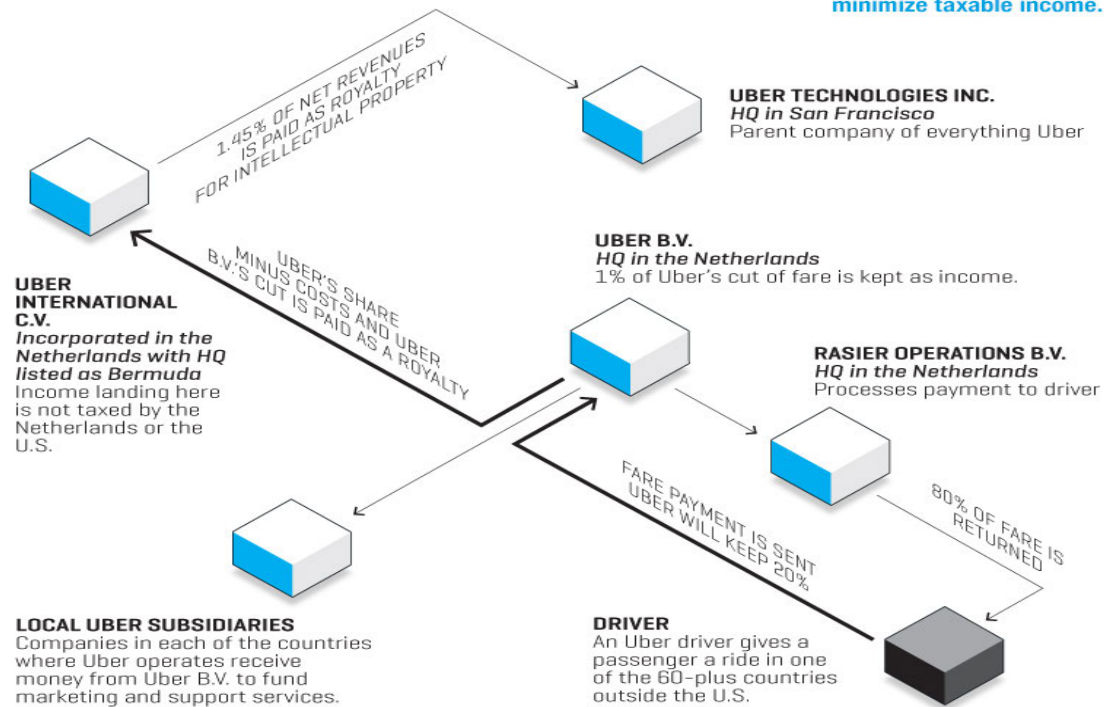 minimize taxable income.
1.45% OF NET REVENUES
IS PAID AS ROYALTY
FOR INTELLECTUAL PROPERTY
UBER TECHNOLOGIES INC.
HQ in San Francisco
Parent company of everything Uber
UBER'S SHARE
MINUS COSTS AND UBER
B.V.'S CUT IS PAID AS A ROYALTY
UBER B.V.
HQ in the Netherlands
1% of Uber's cut of fare is kept as income.
UBER
INTERNATIONAL
C.V.
Incorporated in the
Netherlands with HQ
listed as Bermuda
Income landing here
is not taxed by the
Netherlands or the
U.S.
RASIER OPERATIONS B.V.
HQ in the Netherlands
Processes payment to driver
FARE PAYMENT IS SENT
UBER WILL KEEP 20%
80% OF FARE IS
RETURNED
LOCAL UBER SUBSIDIARIES
Companies in each of the countries
where Uber operates receive
money from Uber B.V. to fund
marketing and support services.
DRIVER
An Uber driver gives a
passenger a ride in one
of the 60-plus countries
outside the U.S.